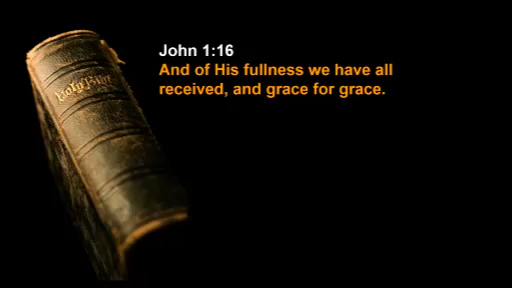 Holy Bible
John 1:16
And of His fullness we have all
received, and grace for grace.